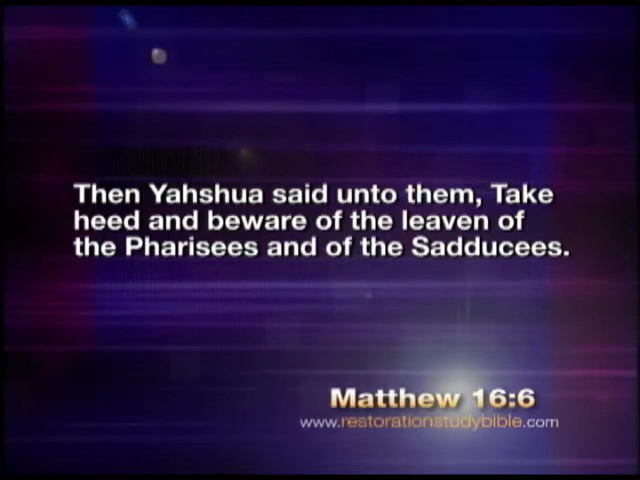 Then Yahshua said unto them, Take
heed and beware of the leaven of
the Pharisees and of the Sadducees.
Matthew 16:6
www.restorationstudybible.com